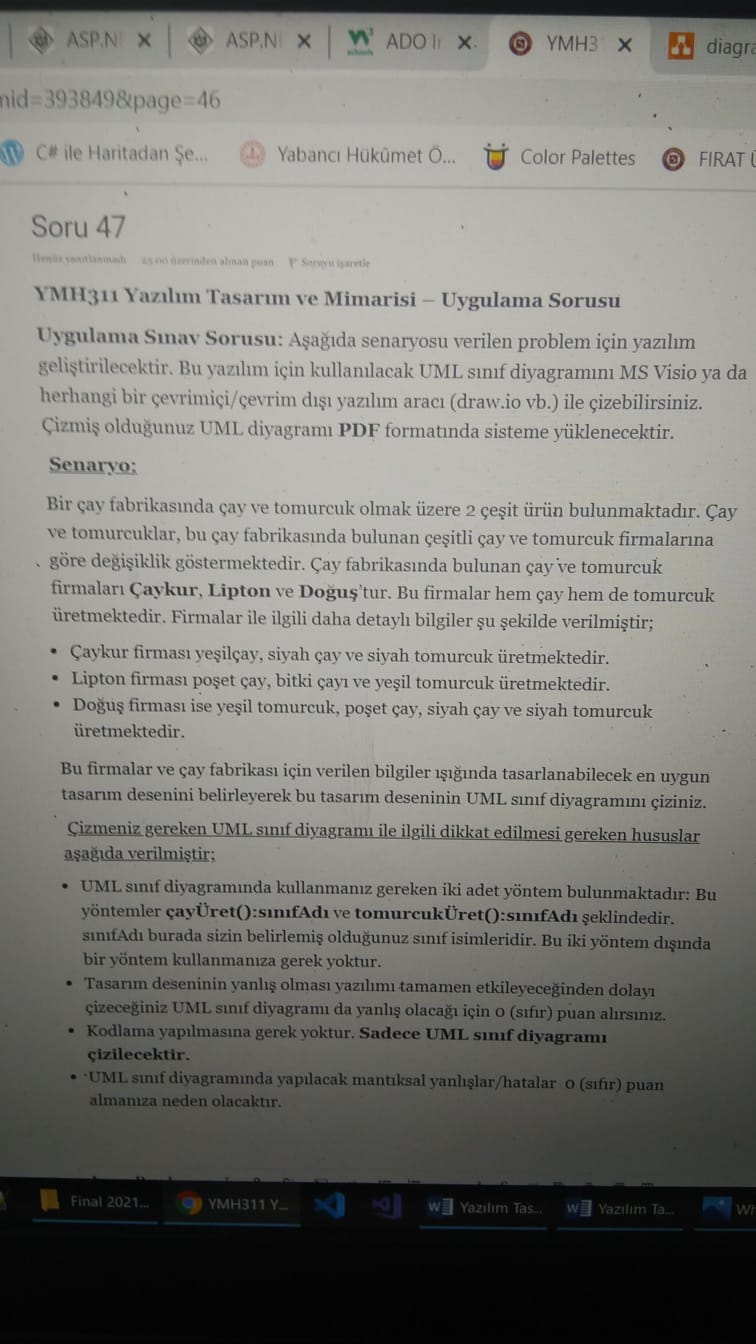 ASP.N
ASP.N
ADO I
YMH3
diagra
nid=393849&page=46
C# ile Haritadan Şe...
Yabancı Hükûmet Ö...
Color Palettes
FIRAT Ü
Soru 47
Henüz yanıtlanmadı 25,00 üzerinden alınan puan Soruyu işaretle
YMH311 Yazılım Tasarım ve Mimarisi – Uygulama Sorusu
Uygulama Sınav Sorusu: Aşağıda senaryosu verilen problem için yazılım
geliştirilecektir. Bu yazılım için kullanılacak UML sınıf diyagramını MS Visio ya da
herhangi bir çevrimiçi/çevrim dışı yazılım aracı (draw.io vb.) ile çizebilirsiniz.
Çizmiş olduğunuz UML diyagramı PDF formatında sisteme yüklenecektir.
Senaryo:
Bir çay fabrikasında çay ve tomurcuk olmak üzere 2 çeşit ürün bulunmaktadır. Çay
ve tomurcuklar, bu çay fabrikasında bulunan çeşitli çay ve tomurcuk firmalarına
göre değişiklik göstermektedir. Çay fabrikasında bulunan çay ve tomurcuk
firmaları Çaykur, Lipton ve Doğuş'tur. Bu firmalar hem çay hem de tomurcuk
üretmektedir. Firmalar ile ilgili daha detaylı bilgiler şu şekilde verilmiştir;
• Çaykur firması yeşilçay, siyah çay ve siyah tomurcuk üretmektedir.
• Lipton firması poşet çay, bitki çayı ve yeşil tomurcuk üretmektedir.
• Doğuş firması ise yeşil tomurcuk, poşet çay, siyah çay ve siyah tomurcuk
üretmektedir.
Bu firmalar ve çay fabrikası için verilen bilgiler ışığında tasarlanabilecek en uygun
tasarım desenini belirleyerek bu tasarım deseninin UML sınıf diyagramını çiziniz.
Çizmeniz gereken UML sınıf diyagramı ile ilgili dikkat edilmesi gereken hususlar
aşağıda verilmiştir;
• UML sınıf diyagramında kullanmanız gereken iki adet yöntem bulunmaktadır: Bu
yöntemler çayÜret():sınıfAdı ve tomurcukÜret():sınıfAdı şeklindedir.
sınıfAdı burada sizin belirlemiş olduğunuz sınıf isimleridir. Bu iki yöntem dışında
bir yöntem kullanmanıza gerek yoktur.
• Tasarım deseninin yanlış olması yazılımı tamamen etkileyeceğinden dolayı
çizeceğiniz UML sınıf diyagramı da yanlış olacağı için 0 (sıfır) puan alırsınız.
• Kodlama yapılmasına gerek yoktur. Sadece UML sınıf diyagramı
çizilecektir.
• UML sınıf diyagramında yapılacak mantıksal yanlışlar/hatalar 0 (sıfır) puan
almanıza neden olacaktır.
Final 2021...
YMH311 Y...
Yazılım Tas...
Yazılım Ta...
Wh